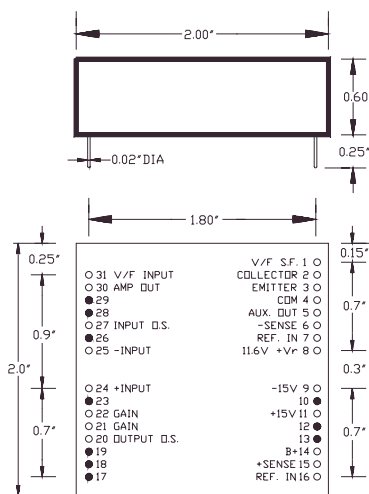 2.00"
0.60
0.25"
0.02"DIA
1.80"
0.25"
0.15"
V/F S.F. 1
31 V/F INPUT
COLLECTOR 2
30 AMP OUT
EMITTER 3
29
COM 4
28
AUX. OUT 5
0.7"
27 INPUT O.S.
-SENSE 6
26
REF. IN 7
25 -INPUT
11.6V +Vr 8
0.9"
2.0"
0.3"
24 +INPUT
-15V 9
23
10
22 GAIN
+15V 11
21 GAIN
12
0.7"
20 OUTPUT O.S.
13
0.7"
19
B+ 14
18
+SENSE 15
17
REF. IN 16